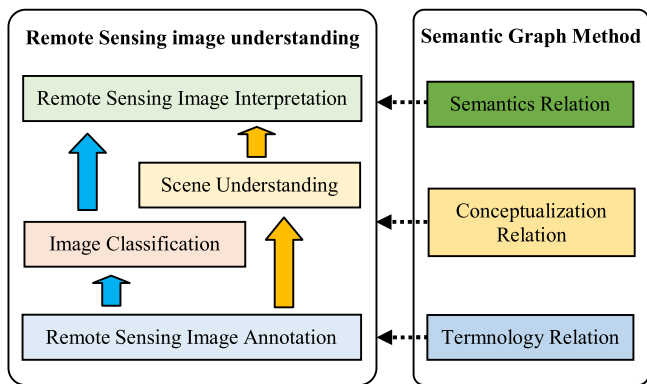 Remote Sensing image understanding
Remote Sensing Image Interpretation
Scene Understanding
Image Classification
Remote Sensing Image Annotation
Semantic Graph Method
Semantics Relation
Conceptualization
Relation
Termnology Relation